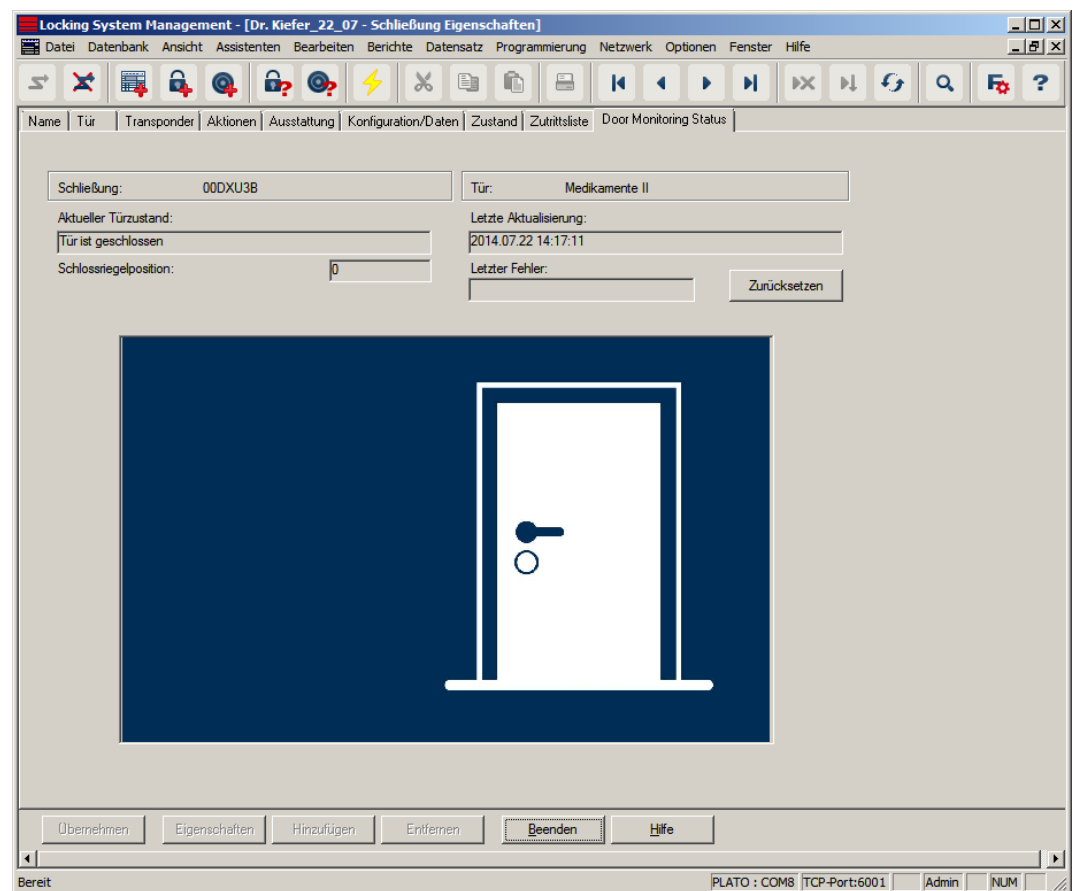 Locking System Management - [Dr. Kiefer_22_07 - Schließung Eigenschaften]
Datei Datenbank Ansicht Assistenten Bearbeiten Berichte Datensatz Programmierung Netzwerk Optionen Fenster Hilfe
Name Tür Transponder Aktionen Ausstattung Konfiguration/Daten Zustand Zutrittsliste Door Monitoring Status
Schließung: 00DXU3B Tür: Medikamente II
Aktueller Türzustand: Letzte Aktualisierung:
Tür ist geschlossen 2014.07.22 14:17:11
Schlossriegelposition: 0 Letzter Fehler:
Zurücksetzen
Übernehmen Eigenschaften Hinzufügen Entfernen Beenden Hilfe
Bereit PLATO : COM8 TCP-Port:6001 Admin NUM